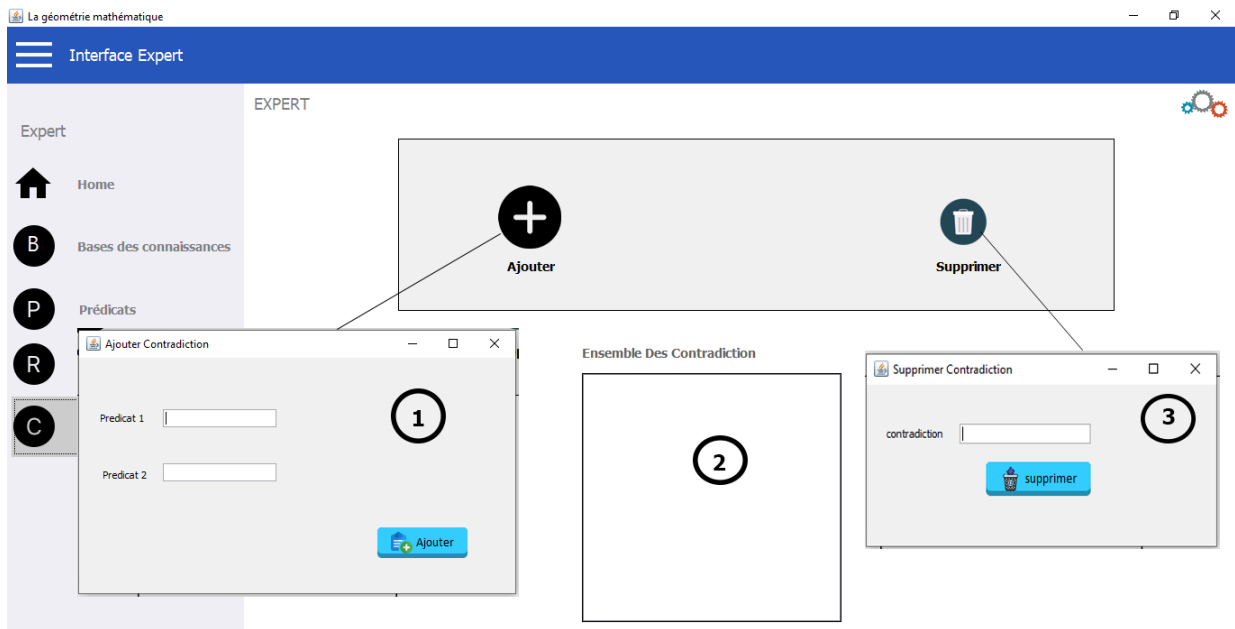 La géométrie mathématique
Interface Expert
EXPERT
Expert
Home
B
Bases des connaissances
P
Prédicats
R
C
Ajouter
Supprimer
Ajouter Contradiction
1
Predicat 1
Predicat 2
Ajouter
Ensemble Des Contradiction
2
Supprimer Contradiction
3
contradiction
supprimer